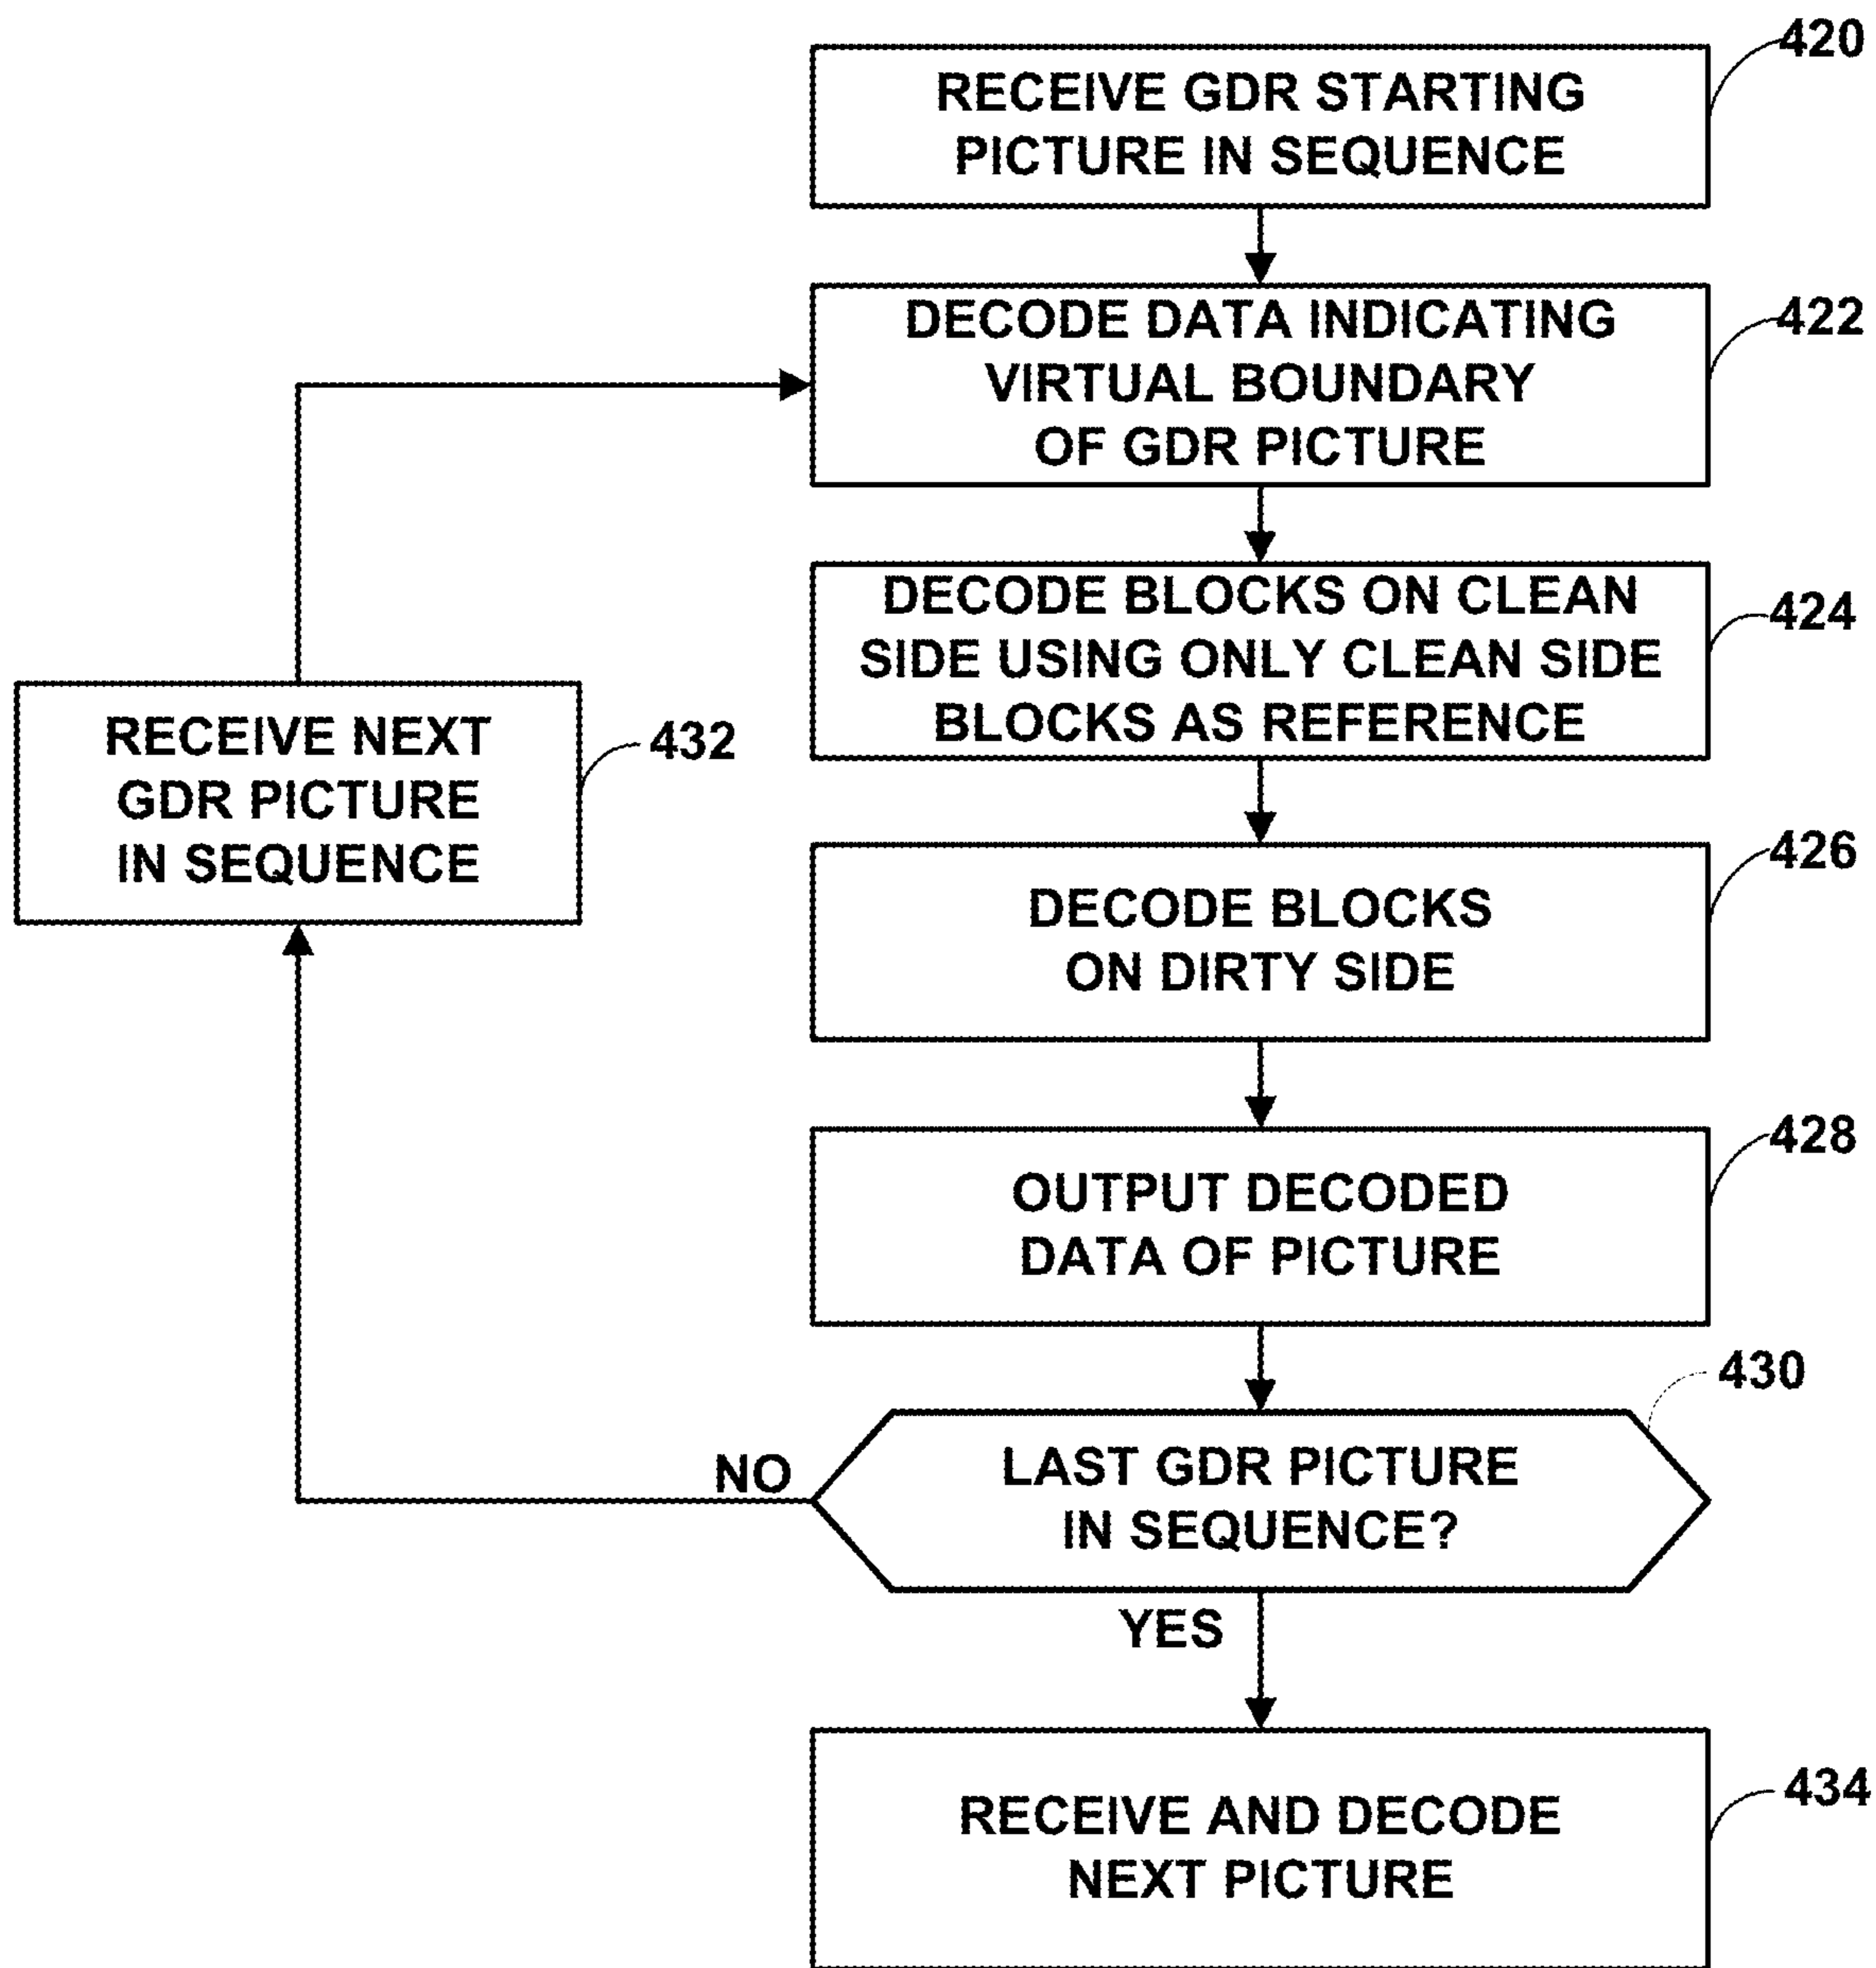 420
RECEIVE GDR STARTING
PICTURE IN SEQUENCE
422
DECODE DATA INDICATING
VIRTUAL BOUNDARY
OF GDR PICTURE
424
DECODE BLOCKS ON CLEAN
SIDE USING ONLY CLEAN SIDE
BLOCKS AS REFERENCE
432
RECEIVE NEXT
GDR PICTURE
IN SEQUENCE
426
DECODE BLOCKS
ON DIRTY SIDE
428
OUTPUT DECODED
DATA OF PICTURE
430
LAST GDR PICTURE
IN SEQUENCE?
NO
YES
434
RECEIVE AND DECODE
NEXT PICTURE